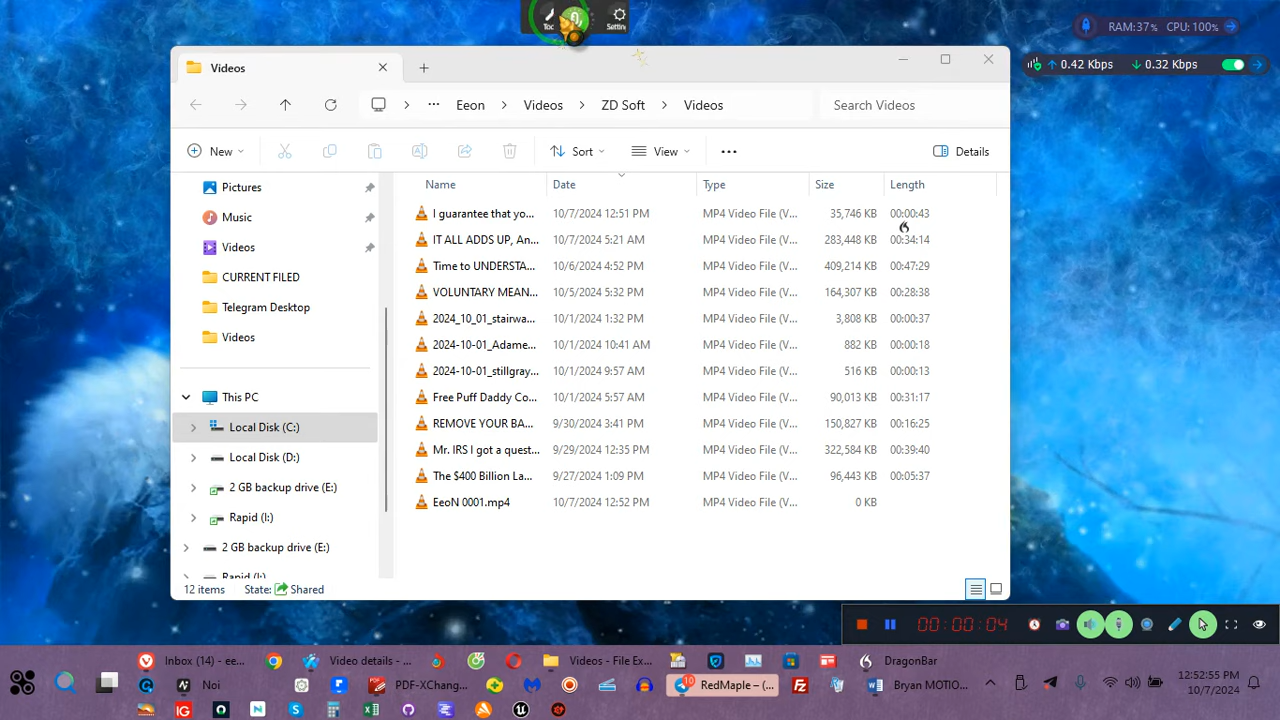 Toc
Setting
RAM:37% CPU: 100%
0.42 Kbps 0.32 Kbps
Videos
Eeon Videos ZD Soft Videos
Search Videos
New Sort View Details
Name Date Type Size Length
Pictures
Music
Videos
CURRENT FILED
Telegram Desktop
Videos
This PC
Local Disk (C:)
Local Disk (D:)
2 GB backup drive (E:)
Rapid (I:)
2 GB backup drive (E:)
Rapid (I:)
I guarantee that yo... 10/7/2024 12:51 PM MP4 Video File (V... 35,746 KB 00:00:43
IT ALL ADDS UP, An... 10/7/2024 5:21 AM MP4 Video File (V... 283,448 KB 00:34:14
Time to UNDERSTA... 10/6/2024 4:52 PM MP4 Video File (V... 409,214 KB 00:47:29
VOLUNTARY MEAN... 10/5/2024 5:32 PM MP4 Video File (V... 164,307 KB 00:28:38
2024_10_01_stairwa... 10/1/2024 1:32 PM MP4 Video File (V... 3,808 KB 00:00:37
2024-10-01_Adame... 10/1/2024 10:41 AM MP4 Video File (V... 882 KB 00:00:18
2024-10-01_stillgray... 10/1/2024 9:57 AM MP4 Video File (V... 516 KB 00:00:13
Free Puff Daddy Co... 10/1/2024 5:57 AM MP4 Video File (V... 90,013 KB 00:31:17
REMOVE YOUR BA... 9/30/2024 3:41 PM MP4 Video File (V... 150,827 KB 00:16:25
Mr. IRS I got a quest... 9/29/2024 12:35 PM MP4 Video File (V... 322,584 KB 00:39:40
The $400 Billion La... 9/27/2024 1:09 PM MP4 Video File (V... 96,443 KB 00:05:37
EeoN 0001.mp4 10/7/2024 12:52 PM MP4 Video File (V... 0 KB
12 items State: Shared
00:00:04
Inbox (14) - ee... Video details - ... Videos - File Ex... DragonBar
Noi PDF-XChang... RedMaple – (... Bryan MOTIO...
10
12:52:55 PM
10/7/2024